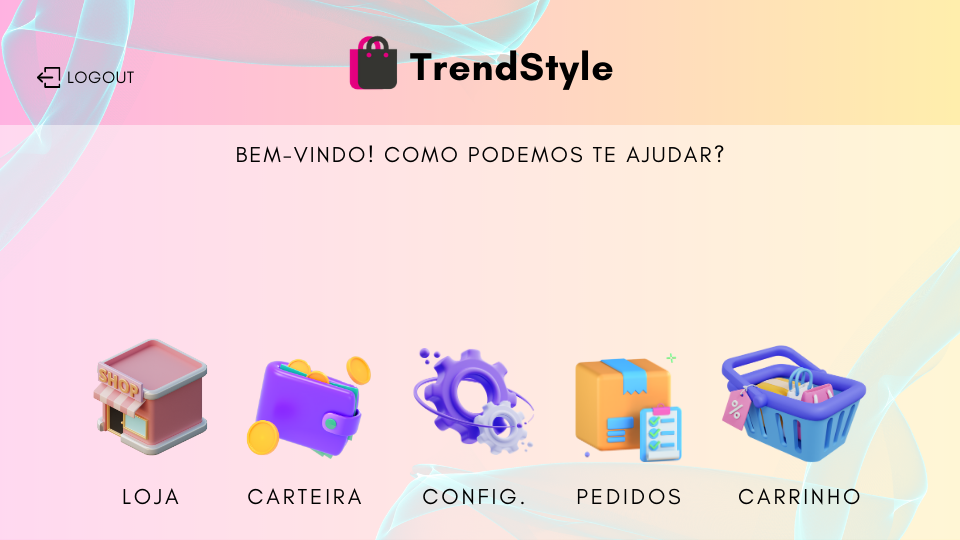 LOGOUT
TrendStyle
BEM-VINDO! COMO PODEMOS TE AJUDAR?
SHOP
%
LOJA
CARTEIRA
CONFIG.
PEDIDOS
CARRINHO